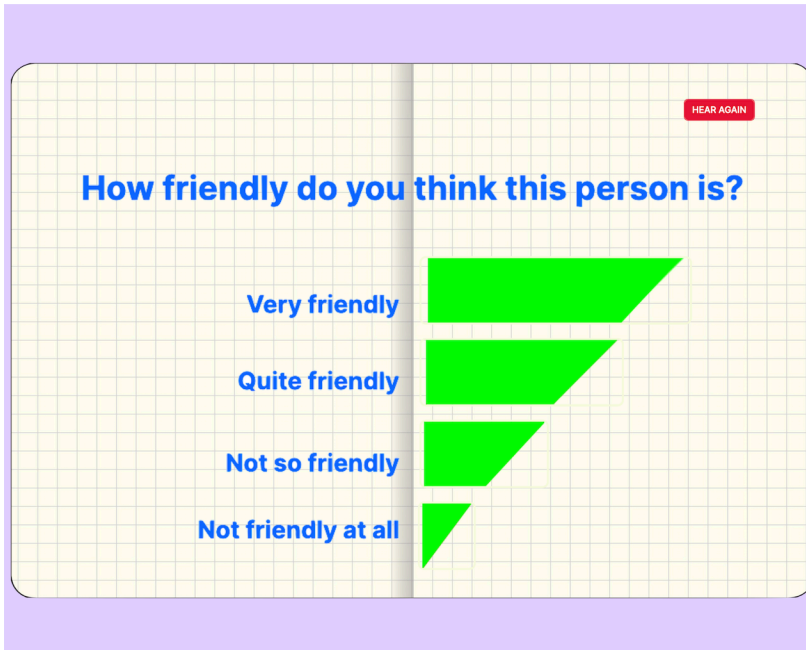 HEAR AGAIN
How friendly do you think this person is?
Very friendly
Quite friendly
Not so friendly
Not friendly at all